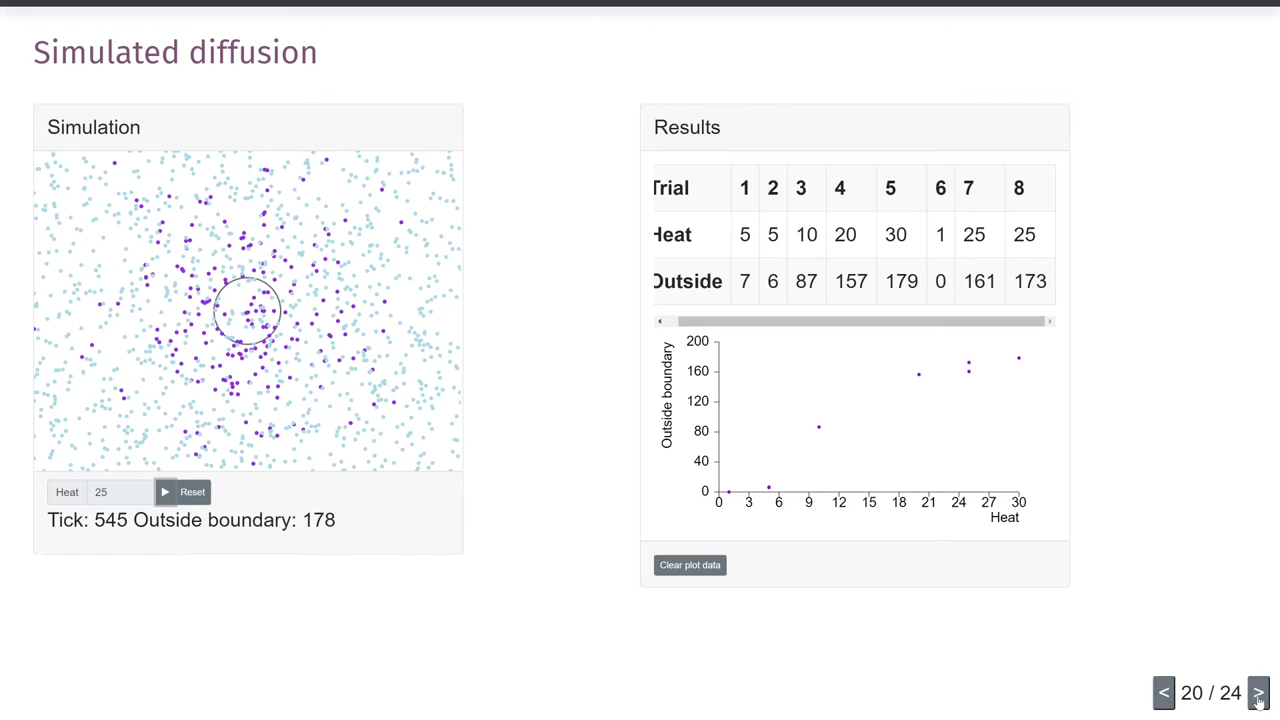 Simulated diffusion
Simulation
Heat 25 Reset
Tick: 545 Outside boundary: 178
Results
Trial 1 2 3 4 5 6 7 8
Heat 5 5 10 20 30 1 25 25
Outside 7 6 87 157 179 0 161 173
Outside boundary
200
160
120
80
40
0
0 3 6 9 12 15 18 21 24 27 30
Heat
Clear plot data
< 20 / 24 >